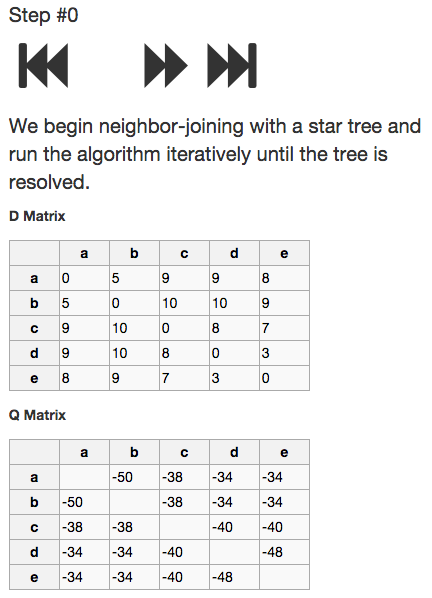 Step #0
We begin neighbor-joining with a star tree and
run the algorithm iteratively until the tree is
resolved.
D Matrix
a b c d e
a 0 5 9 9 8
b 5 0 10 10 9
c 9 10 0 8 7
d 9 10 8 0 3
e 8 9 7 3 0
Q Matrix
a b c d e
a -50 -38 -34 -34
b -50 -38 -34 -34
c -38 -38 -40 -40
d -34 -34 -40 -48
e -34 -34 -40 -48